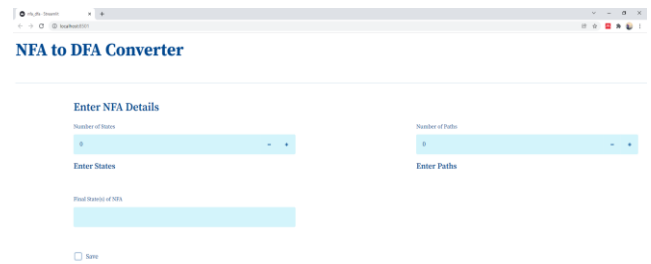 nfa_dfa · Streamlit
localhost:8501
NFA to DFA Converter
Enter NFA Details
Number of States
Number of Paths
0
0
Enter States
Enter Paths
Final State(s) of NFA
Save